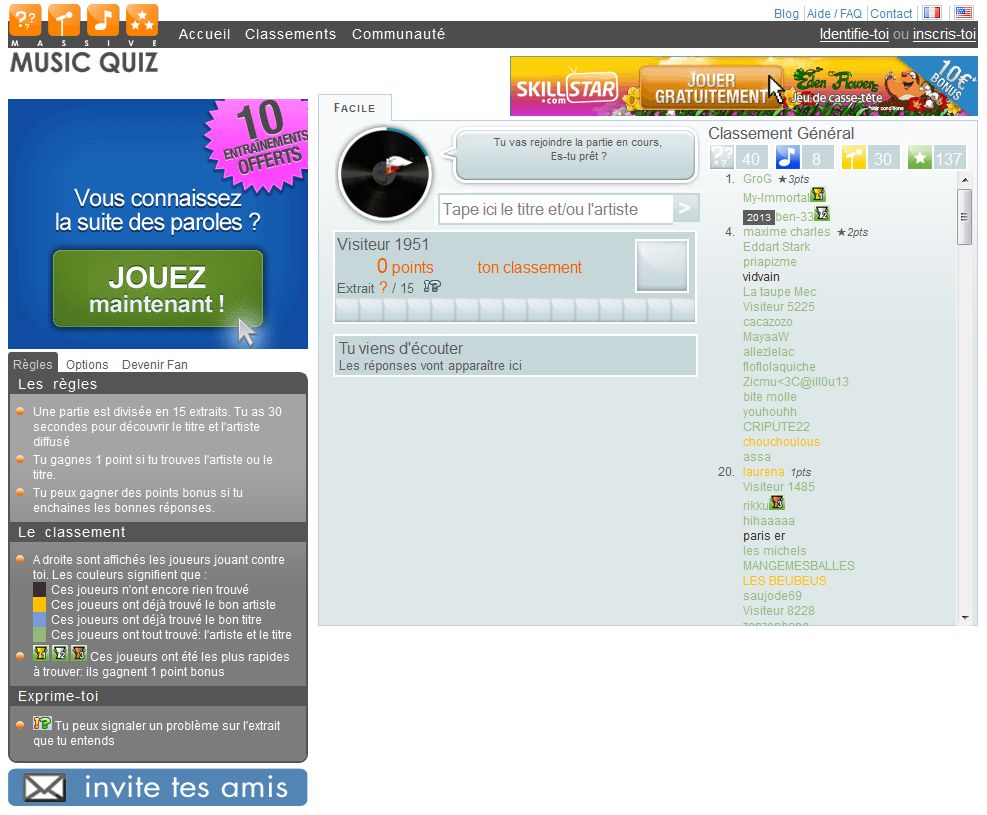 Blog Aide / FAQ Contact
MASSIVE
MUSIC QUIZ
Accueil Classements Communauté
Identifie-toi ou inscris-toi
SKILLSTAR
.com
JOUER
GRATUITEMENT
Eden Flowers
Jeu de casse-tête
10€*
BONUS
*voir conditions
10
ENTRAÎNEMENTS
OFFERTS
Vous connaissez
la suite des paroles ?
JOUEZ
maintenant !
Règles Options Devenir Fan
Les règles
Une partie est divisée en 15 extraits. Tu as 30
secondes pour découvrir le titre et l'artiste
diffusé
Tu gagnes 1 point si tu trouves l'artiste ou le
titre.
Tu peux gagner des points bonus si tu
enchaines les bonnes réponses.
Le classement
A droite sont affichés les joueurs jouant contre
toi. Les couleurs signifient que :
Ces joueurs n'ont encore rien trouvé
Ces joueurs ont déjà trouvé le bon artiste
Ces joueurs ont déjà trouvé le bon titre
Ces joueurs ont tout trouvé: l'artiste et le titre
1 2 3 Ces joueurs ont été les plus rapides
à trouver: ils gagnent 1 point bonus
Exprime-toi
!? Tu peux signaler un problème sur l'extrait
que tu entends
invite tes amis
FACILE
Tu vas rejoindre la partie en cours,
Es-tu prêt ?
Tape ici le titre et/ou l'artiste >
Visiteur 1951
0 points ton classement
Extrait ? / 15 !?
Tu viens d'écouter
Les réponses vont apparaître ici
Classement Général
?? 40 8 30 137
1. GroG ★3pts
My-Immortal 1
2013 ben-33 2
4. maxime charles ★2pts
Eddart Stark
priapizme
vidvain
La taupe Mec
Visiteur 5225
cacazozo
MayaaW
allezlelac
floflolaquiche
Zicmu<3C@ill0u13
bite molle
youhouhh
CRIPUTE22
chouchoulous
assa
20. laurena 1pts
Visiteur 1485
rikku 3
hihaaaaa
paris er
les michels
MANGEMESBALLES
LES BEUBEUS
saujode69
Visiteur 8228